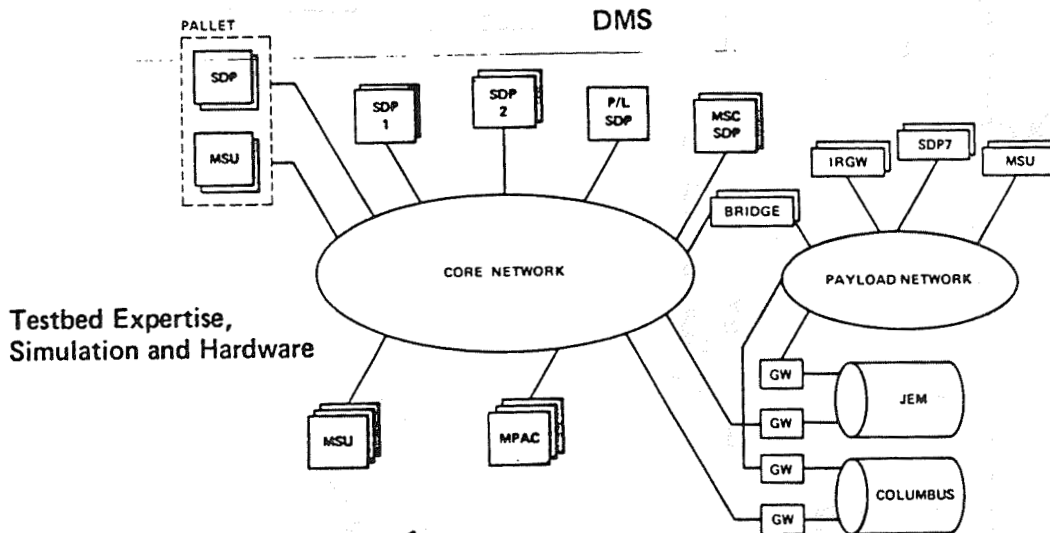 DMS
PALLET
SDP
MSU
SDP
1
SDP
2
P/L
SDP
MSC
SDP
IRGW
SDP7
MSU
BRIDGE
CORE NETWORK
PAYLOAD NETWORK
Testbed Expertise,
Simulation and Hardware
MSU
MPAC
GW
JEM
GW
GW
COLUMBUS
GW